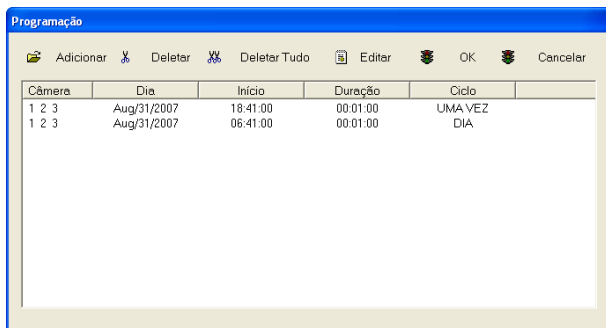 Programação
Adicionar Deletar Deletar Tudo Editar OK Cancelar
Câmera Dia Início Duração Ciclo
1 2 3 Aug/31/2007 18:41:00 00:01:00 UMA VEZ
1 2 3 Aug/31/2007 06:41:00 00:01:00 DIA